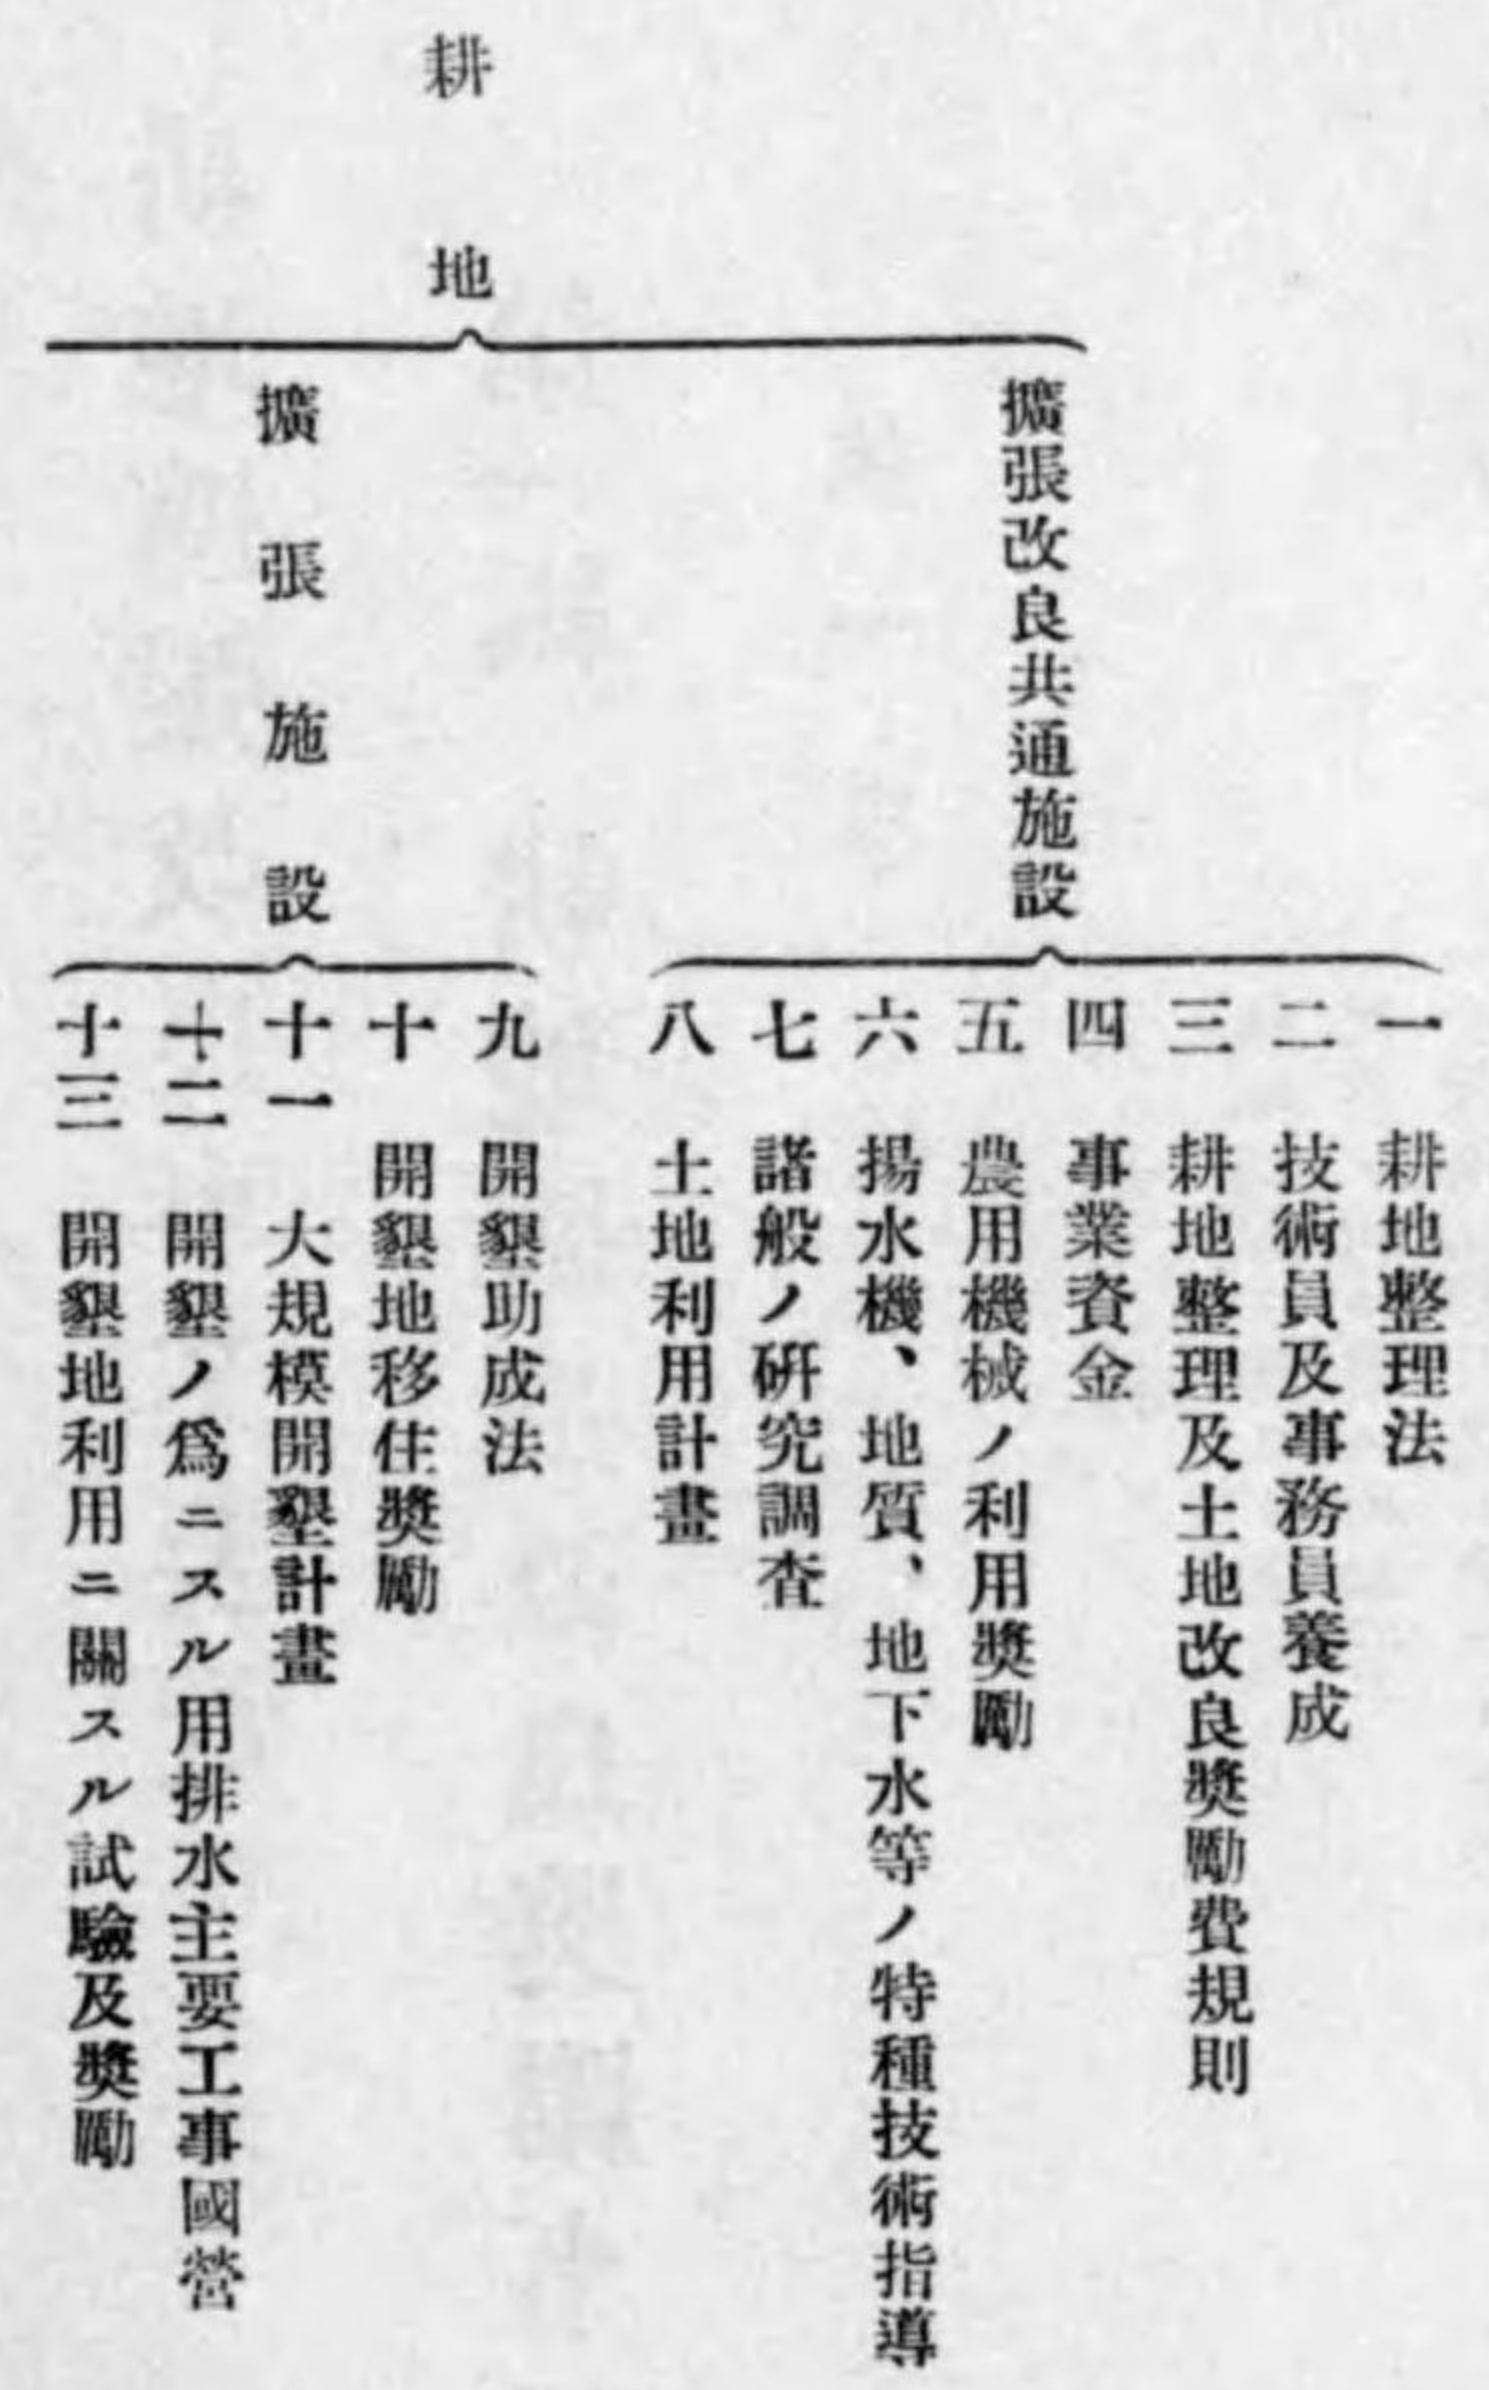 耕地
擴張改良共通施設
一 耕地整理法
二 技術員及事務員養成
三 耕地整理及土地改良奬勵費規則
四 事業資金
五 農用機械ノ利用奬勵
六 揚水機、地質、地下水等ノ特種技術指導
七 諸般ノ硏究調査
八 土地利用計畫
擴張施設
九 開墾助成法
十 開墾地移住奬勵
十一 大規模開墾計畫
十二 開墾ノ爲ニスル用排水主要工事國營
十三 開墾地利用ニ關スル試驗及奬勵